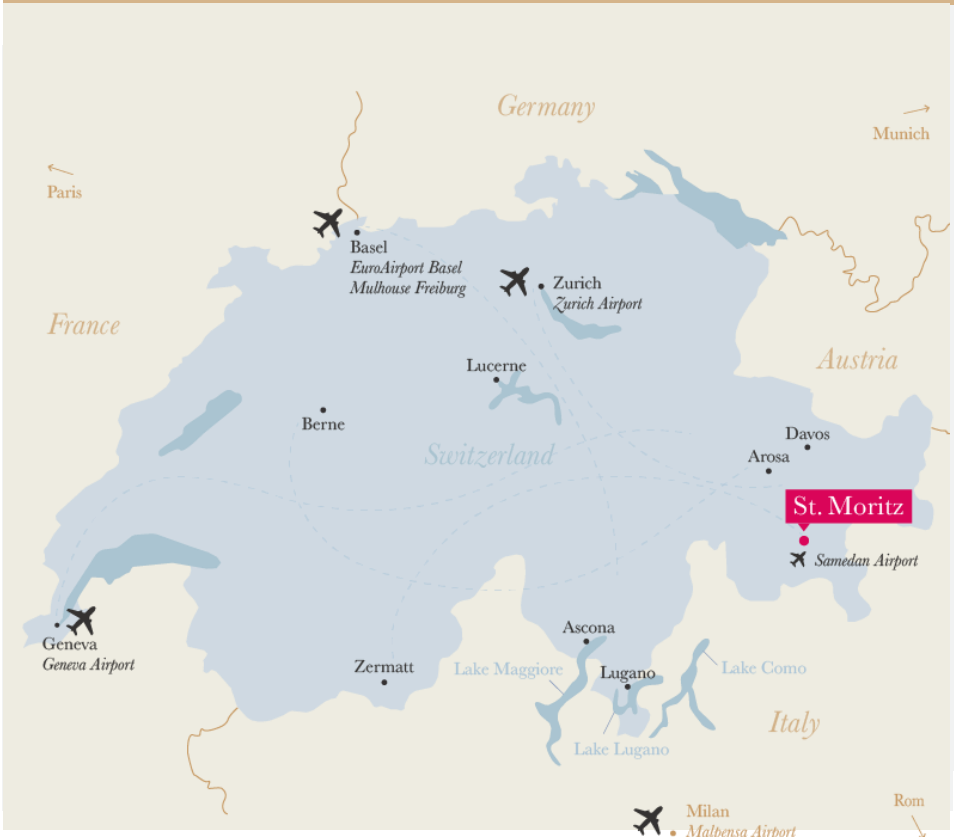 Germany
Munich
Paris
Basel
EuroAirport Basel
Mulhouse Freiburg
Zurich
Zurich Airport
France
Austria
Lucerne
Berne
Switzerland
Davos
Arosa
St. Moritz
Samedan Airport
Geneva
Geneva Airport
Ascona
Zermatt
Lake Maggiore
Lugano
Lake Como
Italy
Lake Lugano
Rom
Milan
Malpensa Airport